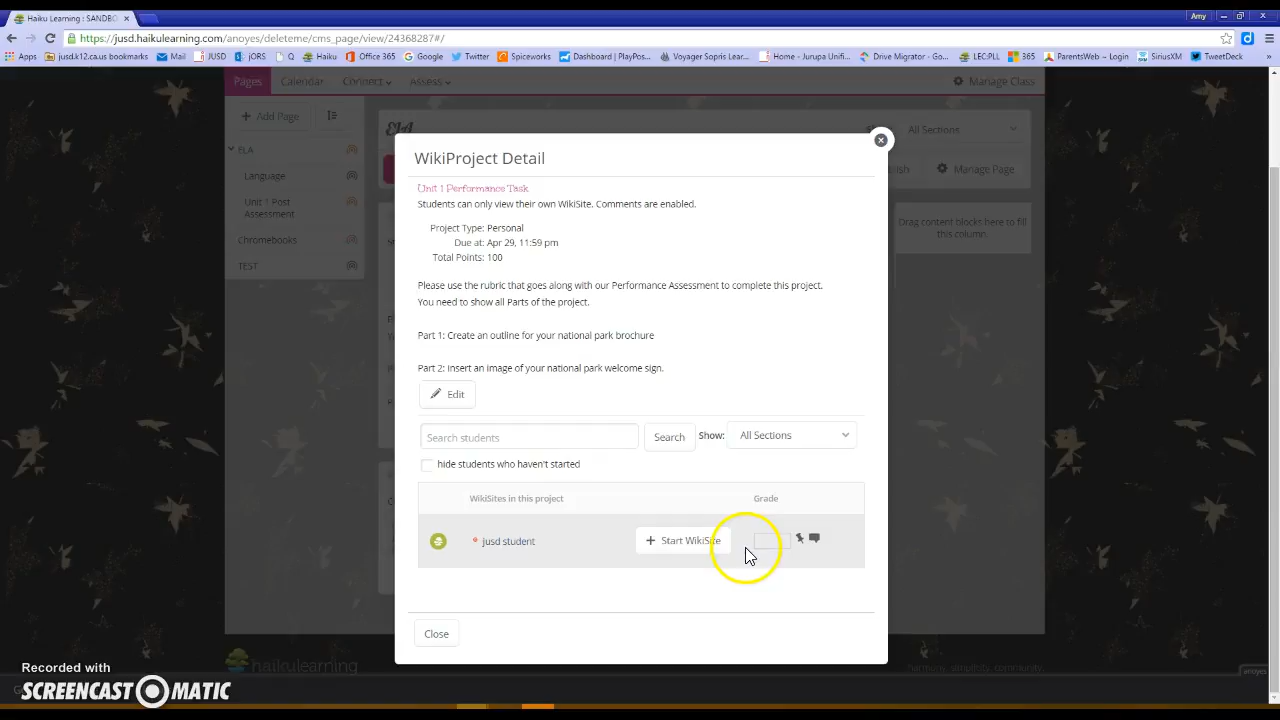 Haiku Learning : SANDBO
Amy
https://jusd.haikulearning.com/anoyes/deleteme/cms_page/view/24368287#/
Apps jusd.k12.ca.us bookmarks Mail JUSD jORS Q Haiku Office 365 Google Twitter Spiceworks Dashboard | PlayPos... Voyager Sopris Lear... Home - Jurupa Unifi... Drive Migrator - Go... LEC:PLL 365 ParentsWeb ~ Login SiriusXM TweetDeck »
Pages Calendar Connect Assess Manage Class
+ Add Page
ELA
All Sections
ELA
Language
Unit 1 Post
Assessment
Chromebooks
TEST
Manage Page
Drag content blocks here to fill
this column.
WikiProject Detail
Unit 1 Performance Task
Students can only view their own WikiSite. Comments are enabled.
Project Type: Personal
Due at: Apr 29, 11:59 pm
Total Points: 100
Please use the rubric that goes along with our Performance Assessment to complete this project.
You need to show all Parts of the project.
Part 1: Create an outline for your national park brochure
Part 2: Insert an image of your national park welcome sign.
Edit
Search students Search Show: All Sections
hide students who haven't started
WikiSites in this project Grade
* jusd student + Start WikiSite
Close
haikulearning
harmony. simplicity. community.
enoyes
Recorded with
SCREENCAST MATIC